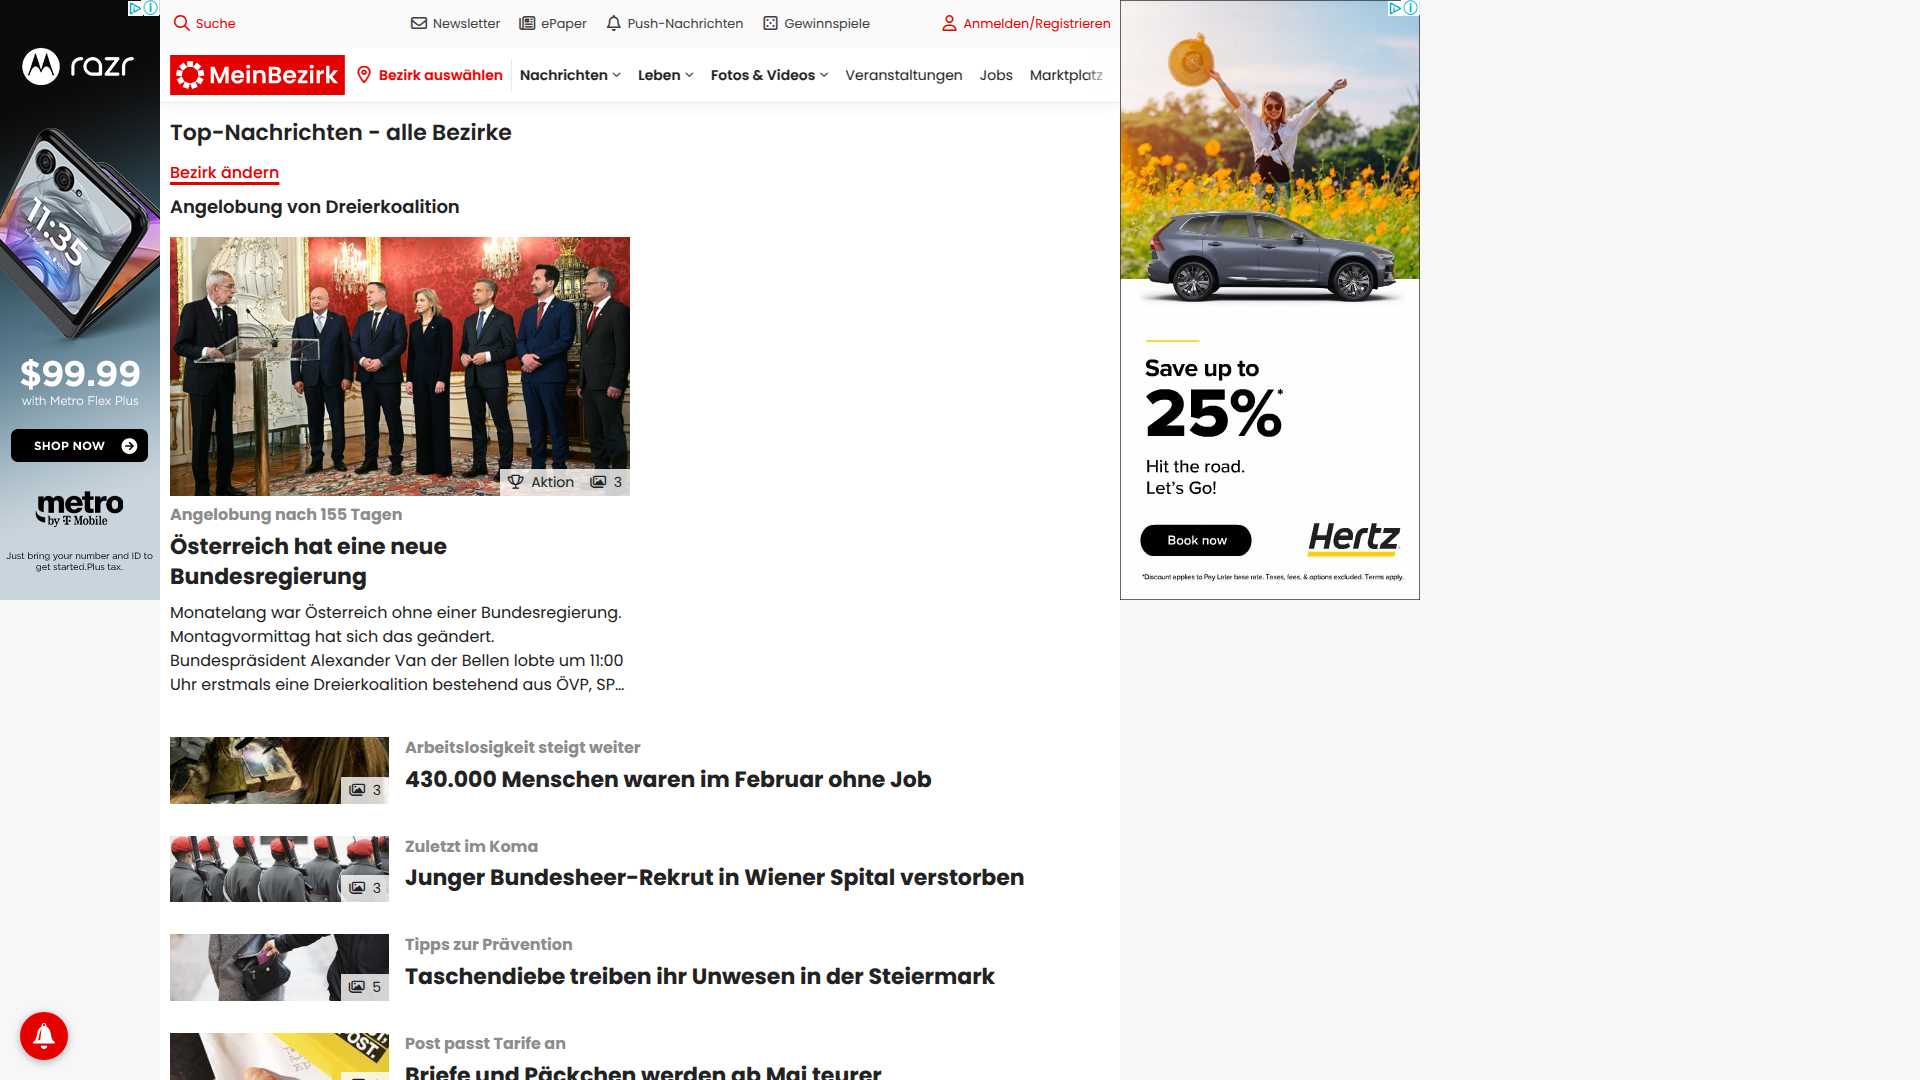 Suche
Newsletter
ePaper
Push-Nachrichten
Gewinnspiele
Anmelden/Registrieren
MeinBezirk
Bezirk auswählen
Nachrichten
Leben
Fotos & Videos
Veranstaltungen
Jobs
Marktplatz
Top-Nachrichten - alle Bezirke
Bezirk ändern
Angelobung von Dreierkoalition
Aktion
3
Angelobung nach 155 Tagen
Österreich hat eine neue
Bundesregierung
Monatelang war Österreich ohne einer Bundesregierung.
Montagvormittag hat sich das geändert.
Bundespräsident Alexander Van der Bellen lobte um 11:00
Uhr erstmals eine Dreierkoalition bestehend aus ÖVP, SP...
3
Arbeitslosigkeit steigt weiter
430.000 Menschen waren im Februar ohne Job
3
Zuletzt im Koma
Junger Bundesheer-Rekrut in Wiener Spital verstorben
5
Tipps zur Prävention
Taschendiebe treiben ihr Unwesen in der Steiermark
Post passt Tarife an
Briefe und Päckchen werden ab Mai teurer
razr
11:35
$99.99
with Metro Flex Plus
SHOP NOW
metro
by T Mobile
Just bring your number and ID to
get started.Plus tax.
Save up to
25%*
Hit the road.
Let's Go!
Book now
Hertz
*Discount applies to Pay Later base rate. Taxes, fees, & options excluded. Terms apply.